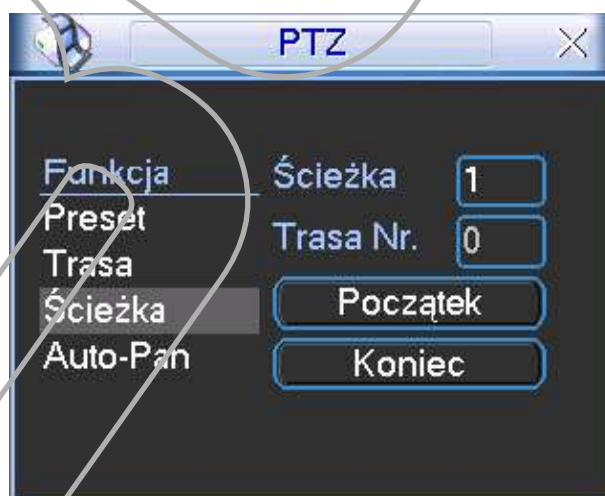 PTZ
Funkcja
Preset
Trasa
Ścieżka
Auto-Pan
Ścieżka 1
Trasa Nr. 0
Początek
Koniec